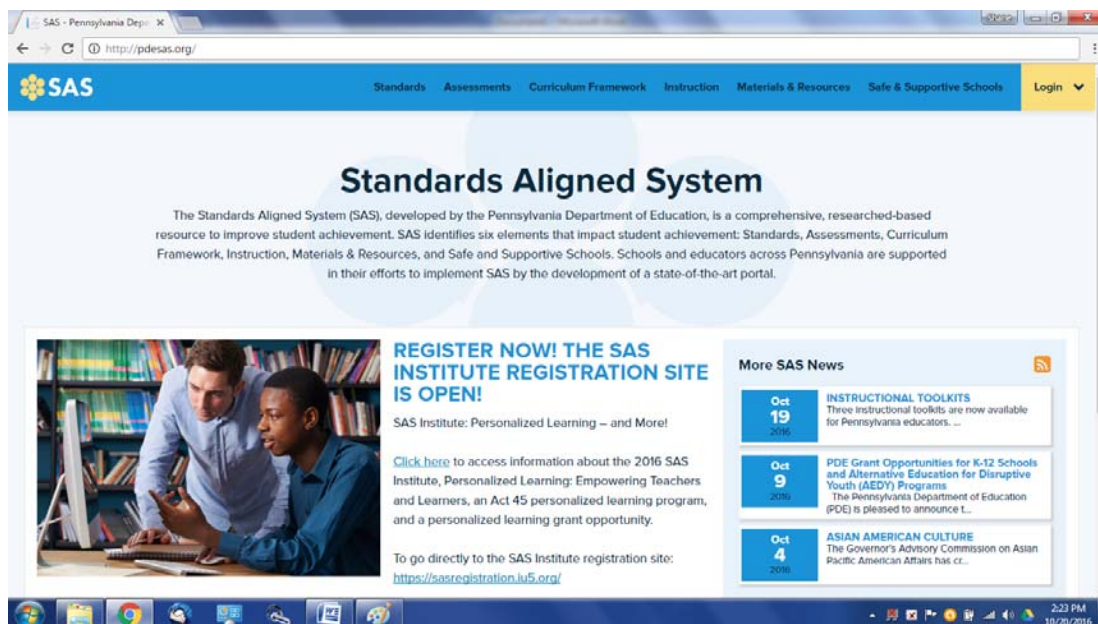 SAS - Pennsylvania Depa
http://pdesas.org/
SAS
Standards Assessments Curriculum Framework Instruction Materials & Resources Safe & Supportive Schools Login
Standards Aligned System
The Standards Aligned System (SAS), developed by the Pennsylvania Department of Education, is a comprehensive, researched-based
resource to improve student achievement. SAS identifies six elements that impact student achievement: Standards, Assessments, Curriculum
Framework, Instruction, Materials & Resources, and Safe and Supportive Schools. Schools and educators across Pennsylvania are supported
in their efforts to implement SAS by the development of a state-of-the-art portal.
REGISTER NOW! THE SAS
INSTITUTE REGISTRATION SITE
IS OPEN!
SAS Institute: Personalized Learning – and More!
Click here to access information about the 2016 SAS
Institute, Personalized Learning: Empowering Teachers
and Learners, an Act 45 personalized learning program,
and a personalized learning grant opportunity.
To go directly to the SAS Institute registration site:
https://sasregistration.iu5.org/
More SAS News
Oct
19
2016
INSTRUCTIONAL TOOLKITS
Three instructional toolkits are now available
for Pennsylvania educators. ...
Oct
9
2016
PDE Grant Opportunities for K-12 Schools
and Alternative Education for Disruptive
Youth (AEDY) Programs
The Pennsylvania Department of Education
(PDE) is pleased to announce t...
Oct
4
2016
ASIAN AMERICAN CULTURE
The Governor's Advisory Commission on Asian
Pacific American Affairs has cr...
2:23 PM
10/20/2016